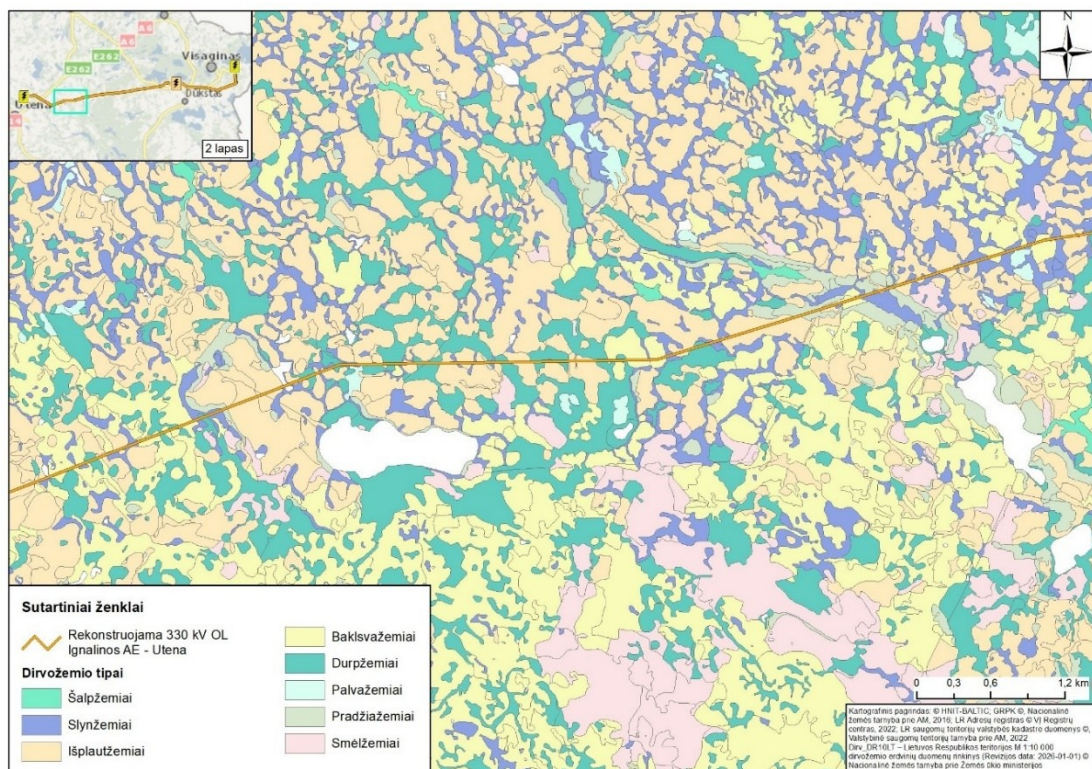 N
A6
A6
E262
E262
Visaginas
Dūkštas
Utena
A14
2 lapas
Sutartiniai ženklai
Rekonstruojama 330 kV OL
Ignalinos AE - Utena
Dirvožemio tipai
Šalpžemiai
Slynžemiai
Išplautžemiai
Baklsvažemiai
Durpžemiai
Palvažemiai
Pradžiažemiai
Smėlžemiai
0 0,3 0,6 1,2 km
Kartografinis pagrindas: © HNIT-BALTIC, GRPK ©, Nacionalinė
žemės tarnyba prie AM, 2016; LR Adresų registras © VĮ Registrų
centras, 2022; LR saugomų teritorijų valstybės kadastro duomenys ©,
Valstybinė saugomų teritorijų tarnyba prie AM, 2022
Dirv_DR10LT – Lietuvos Respublikos teritorijos M 1:10 000
dirvožemio erdvinių duomenų rinkinys (Revizijos data: 2026-01-01) ©
Nacionalinė žemės tarnyba prie Žemės ūkio ministerijos